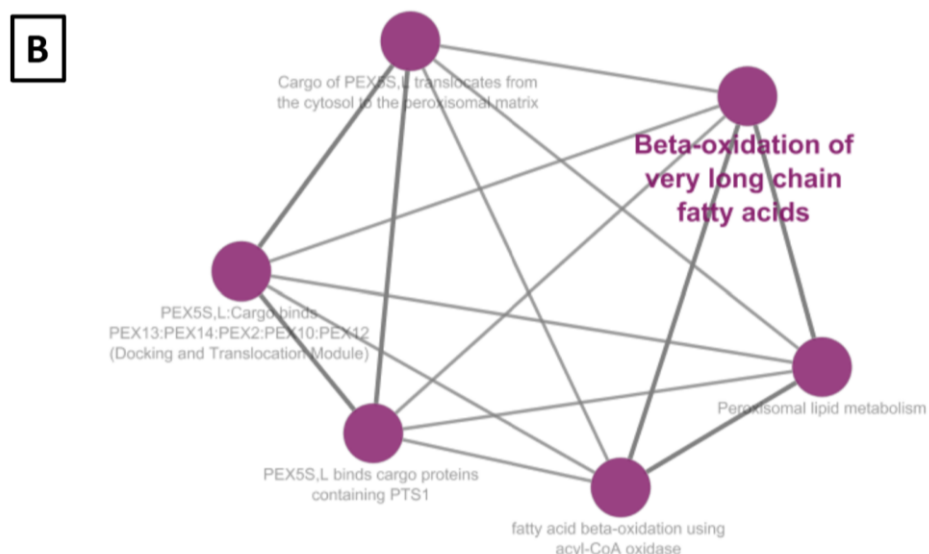 B
Cargo of PEX5S,L translocates from
the cytosol to the peroxisomal matrix
Beta-oxidation of
very long chain
fatty acids
PEX5S,L:Cargo binds
PEX13:PEX14:PEX2:PEX10:PEX12
(Docking and Translocation Module)
Peroxisomal lipid metabolism
PEX5S,L binds cargo proteins
containing PTS1
fatty acid beta-oxidation using
acyl-CoA oxidase